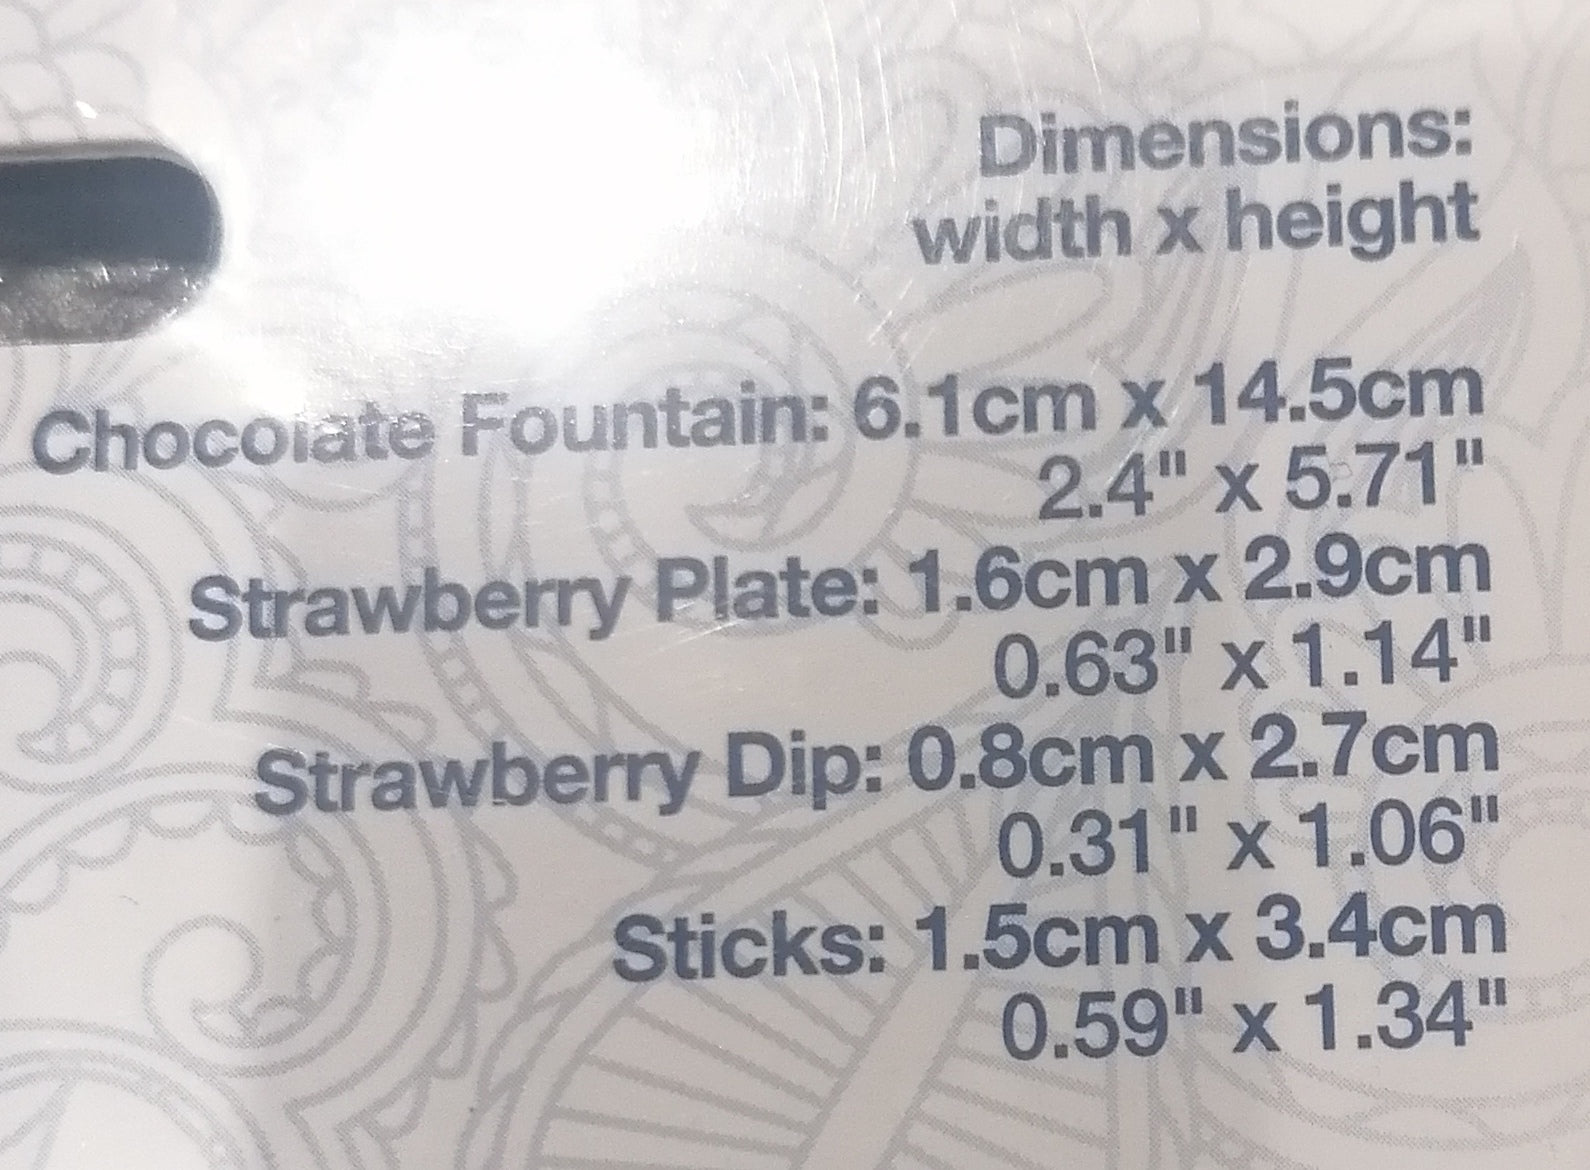 Dimensions:
width x height
Chocolate Fountain: 6.1cm x 14.5cm
2.4" x 5.71"
Strawberry Plate: 1.6cm x 2.9cm
0.63" x 1.14"
Strawberry Dip: 0.8cm x 2.7cm
0.31" x 1.06"
Sticks: 1.5cm x 3.4cm
0.59" x 1.34"